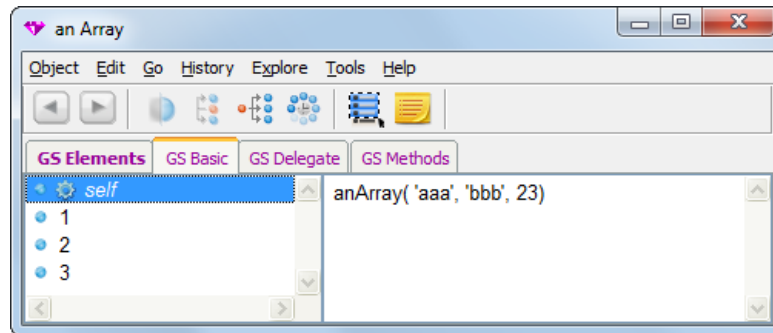 an Array
Object Edit Go History Explore Tools Help
GS Elements GS Basic GS Delegate GS Methods
self
1
2
3
anArray( 'aaa', 'bbb', 23)